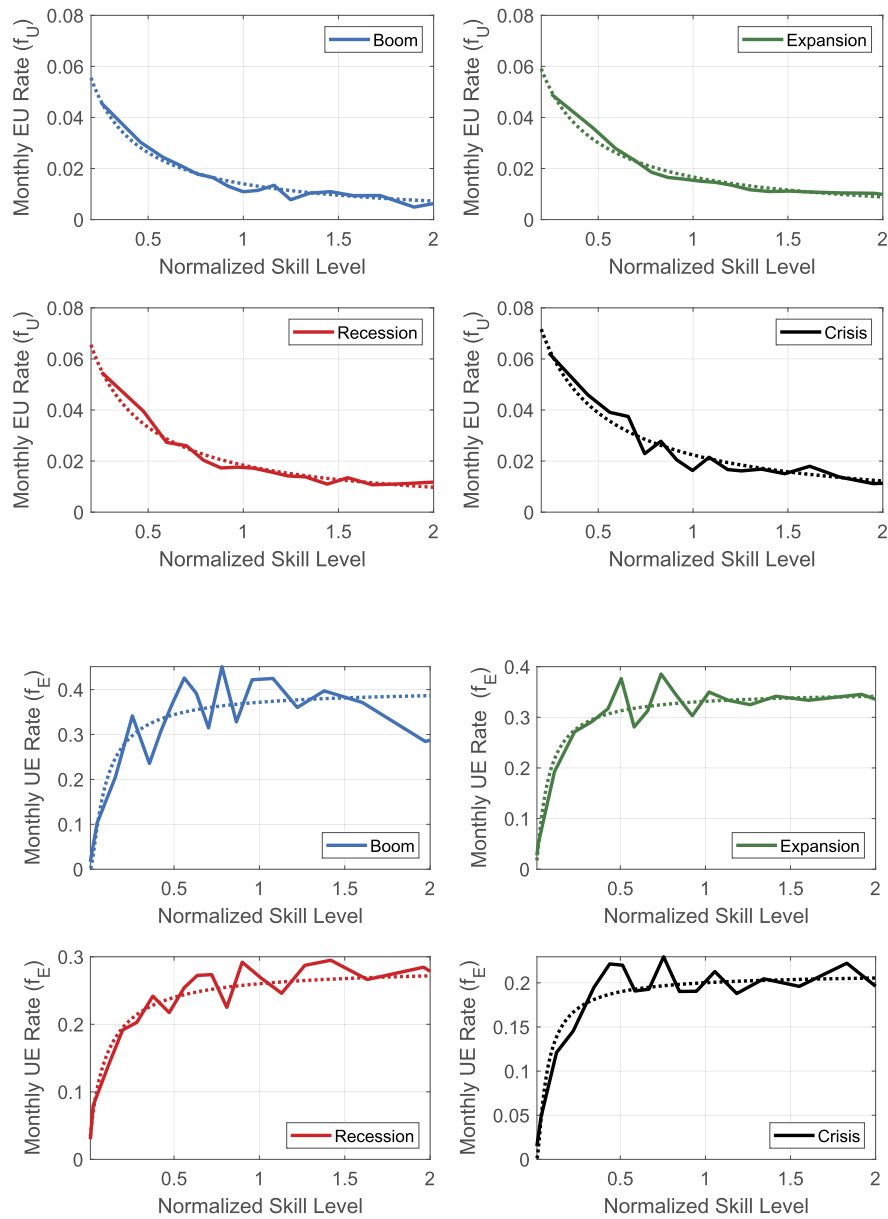 Monthly EU Rate (f_U)
0.08
0.06
0.04
0.02
0
0.5
1
1.5
2
Normalized Skill Level
Boom
Monthly EU Rate (f_U)
0.08
0.06
0.04
0.02
0
0.5
1
1.5
2
Normalized Skill Level
Expansion
Monthly EU Rate (f_U)
0.08
0.06
0.04
0.02
0
0.5
1
1.5
2
Normalized Skill Level
Recession
Monthly EU Rate (f_U)
0.08
0.06
0.04
0.02
0
0.5
1
1.5
2
Normalized Skill Level
Crisis
Monthly UE Rate (f_E)
0.4
0.3
0.2
0.1
0
0.5
1
1.5
2
Normalized Skill Level
Boom
Monthly UE Rate (f_E)
0.4
0.3
0.2
0.1
0
0.5
1
1.5
2
Normalized Skill Level
Expansion
Monthly UE Rate (f_E)
0.3
0.2
0.1
0
0.5
1
1.5
2
Normalized Skill Level
Recession
Monthly UE Rate (f_E)
0.2
0.15
0.1
0.05
0
0.5
1
1.5
2
Normalized Skill Level
Crisis